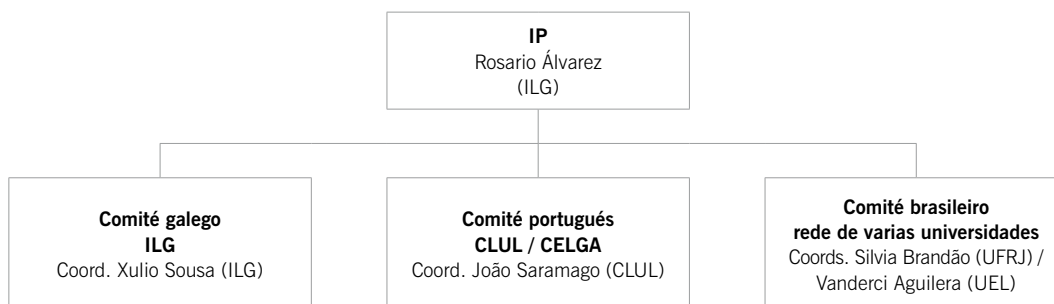 IP
Rosario Álvarez
(ILG)
Comité galego
ILG
Coord. Xulio Sousa (ILG)
Comité portugués
CLUL / CELGA
Coord. João Saramago (CLUL)
Comité brasileiro
rede de varias universidades
Coords. Silvia Brandão (UFRJ) /
Vanderci Aguilera (UEL)